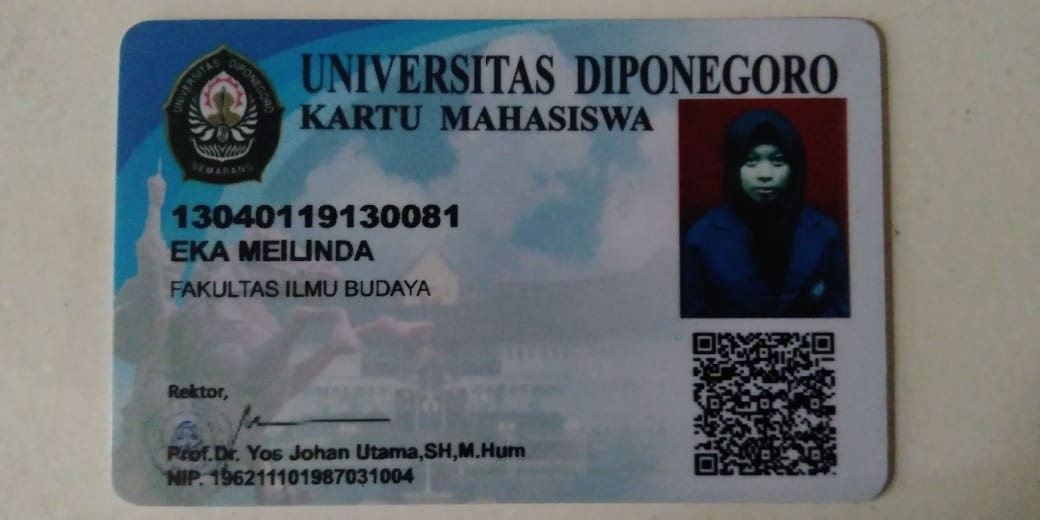 UNIVERSITAS DIPONEGORO
SEMARANG
UNIVERSITAS DIPONEGORO
KARTU MAHASISWA
13040119130081
EKA MEILINDA
FAKULTAS ILMU BUDAYA
Rektor,
Prof.Dr. Yos Johan Utama,SH,M.Hum
NIP. 196211101987031004